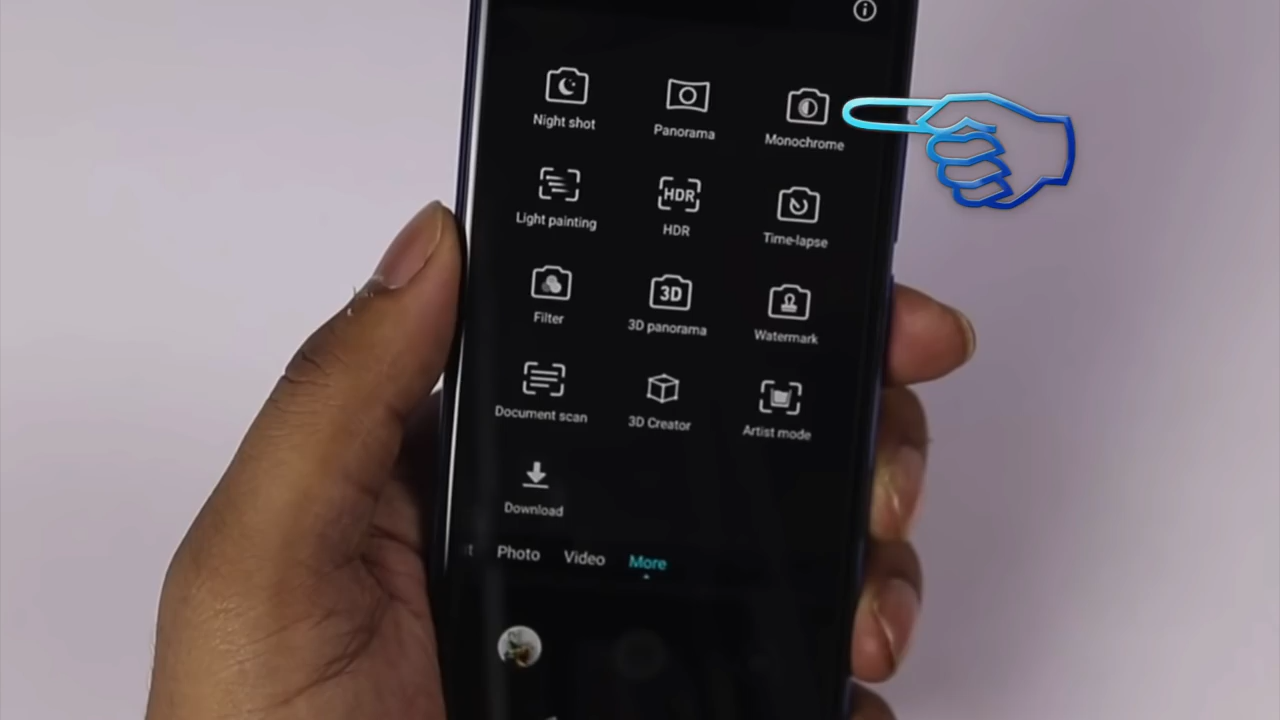 Night shot
Panorama
Monochrome
Light painting
HDR
HDR
Time-lapse
Filter
3D
3D panorama
Watermark
Document scan
3D Creator
Artist mode
Download
Photo
Video
More